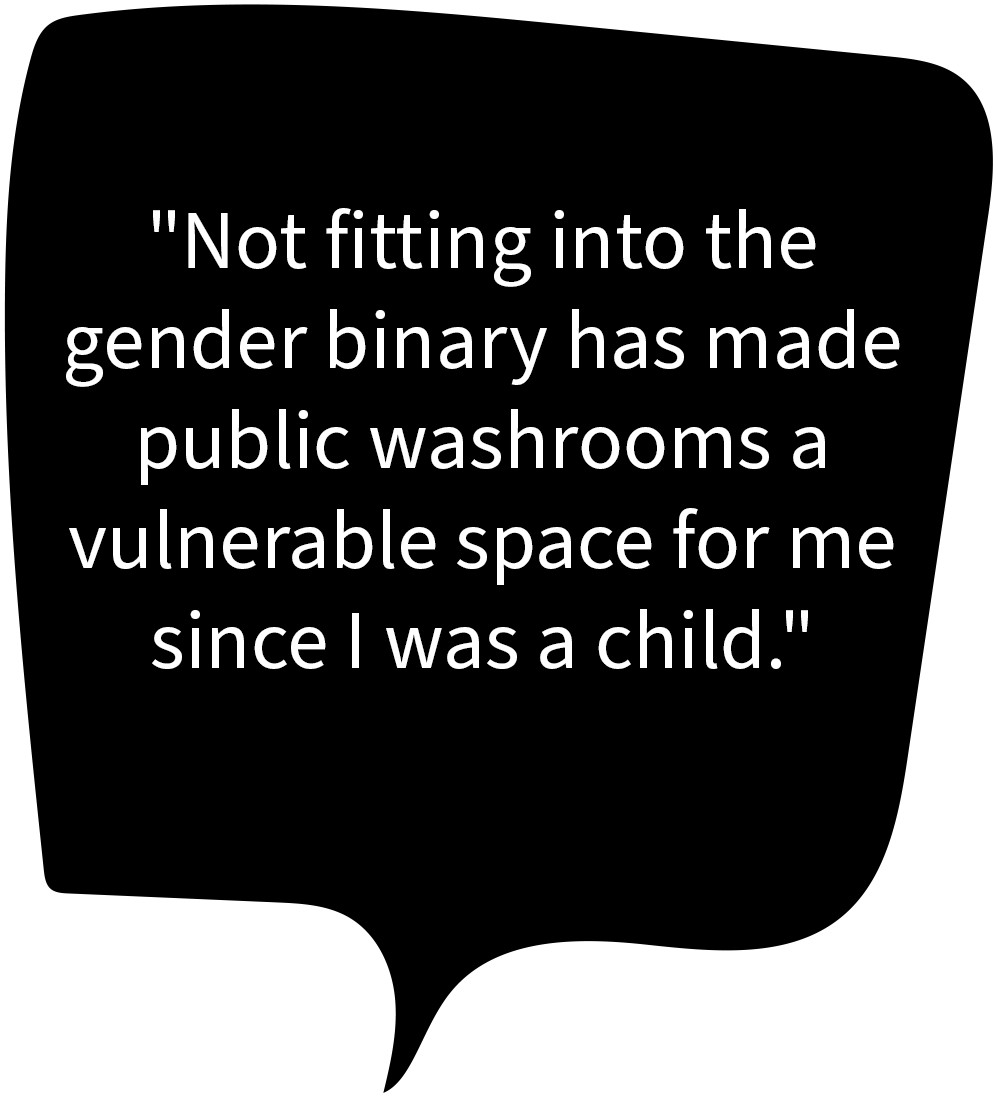 "Not fitting into the
gender binary has made
public washrooms a
vulnerable space for me
since I was a child."